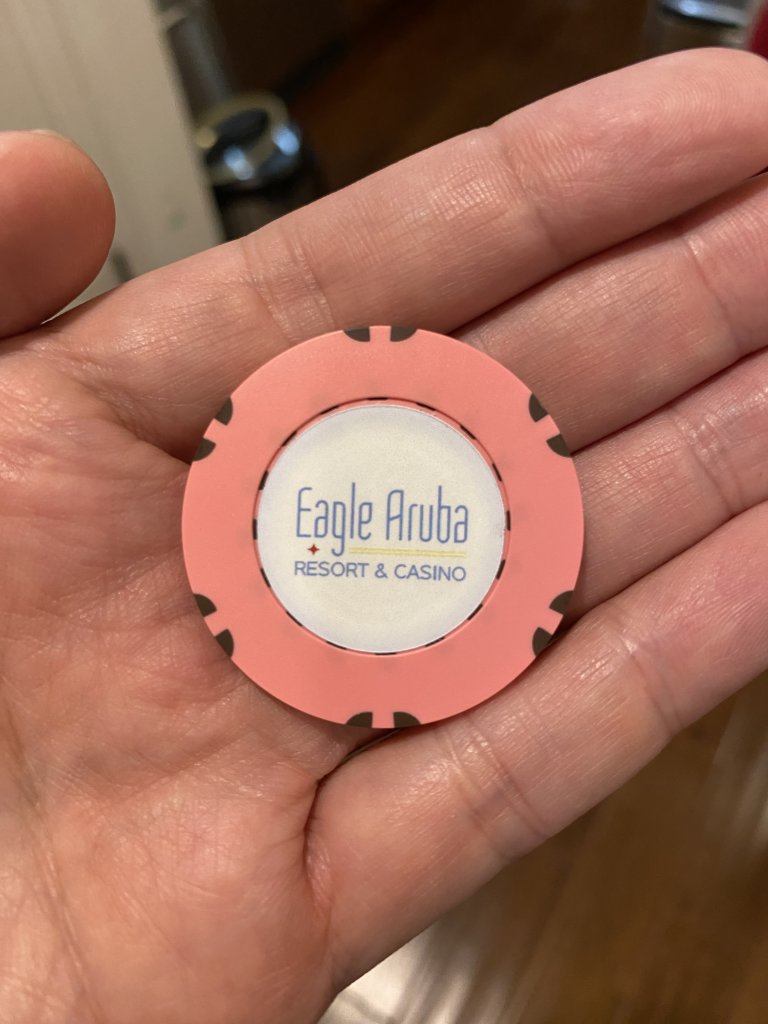 Eagle Aruba
RESORT & CASINO